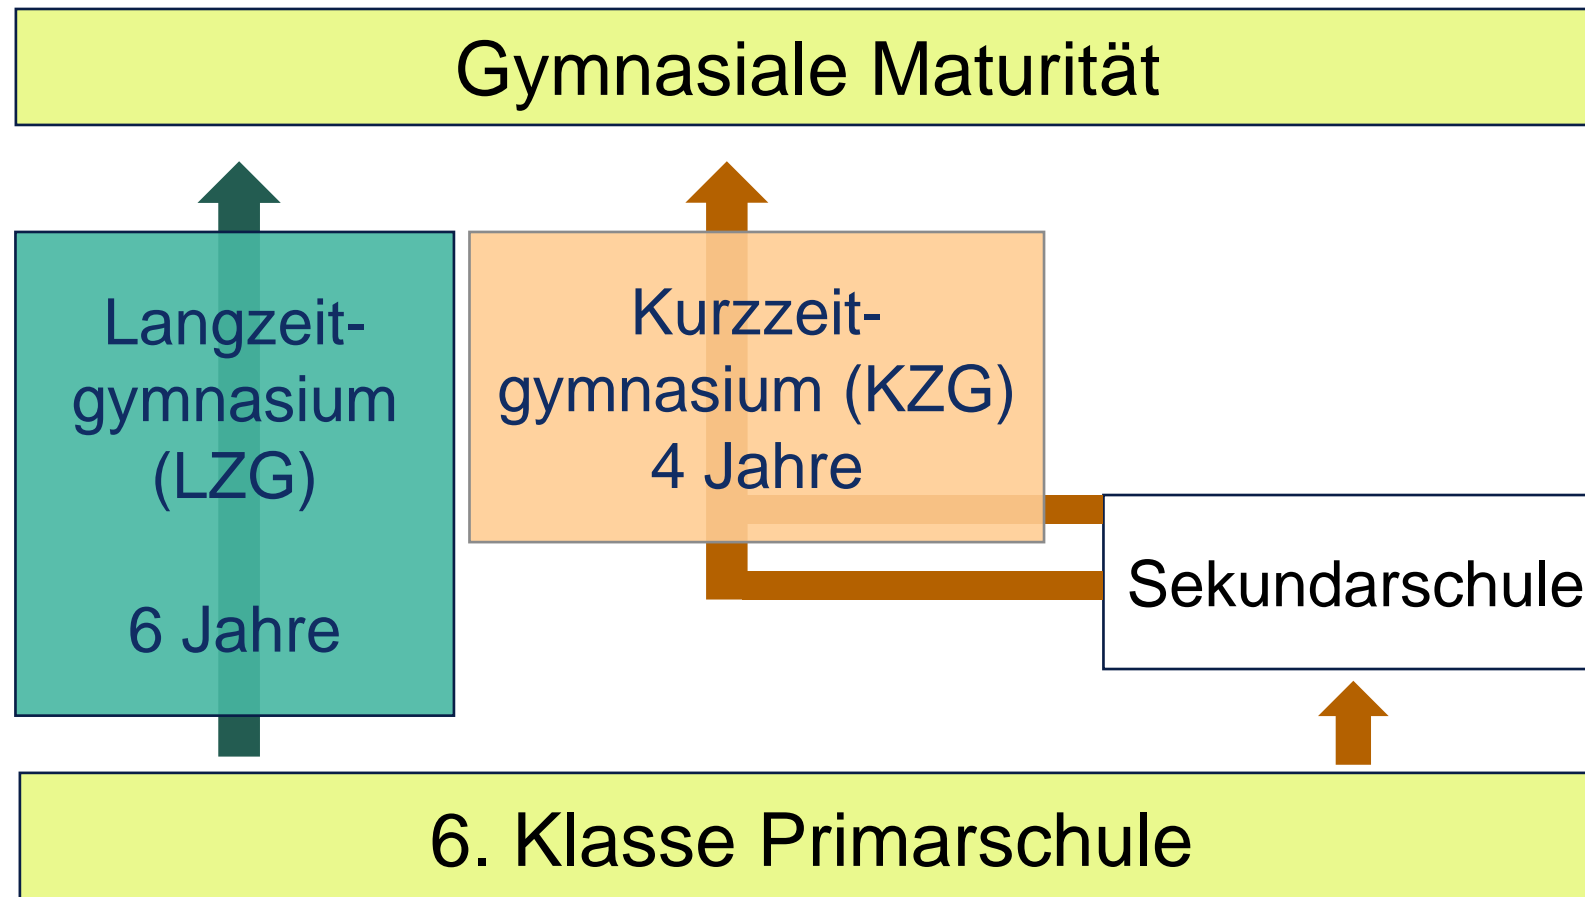 Gymnasiale Maturität
Langzeit-
gymnasium
(LZG)
6 Jahre
Kurzzeit-
gymnasium (KZG)
4 Jahre
Sekundarschule
6. Klasse Primarschule